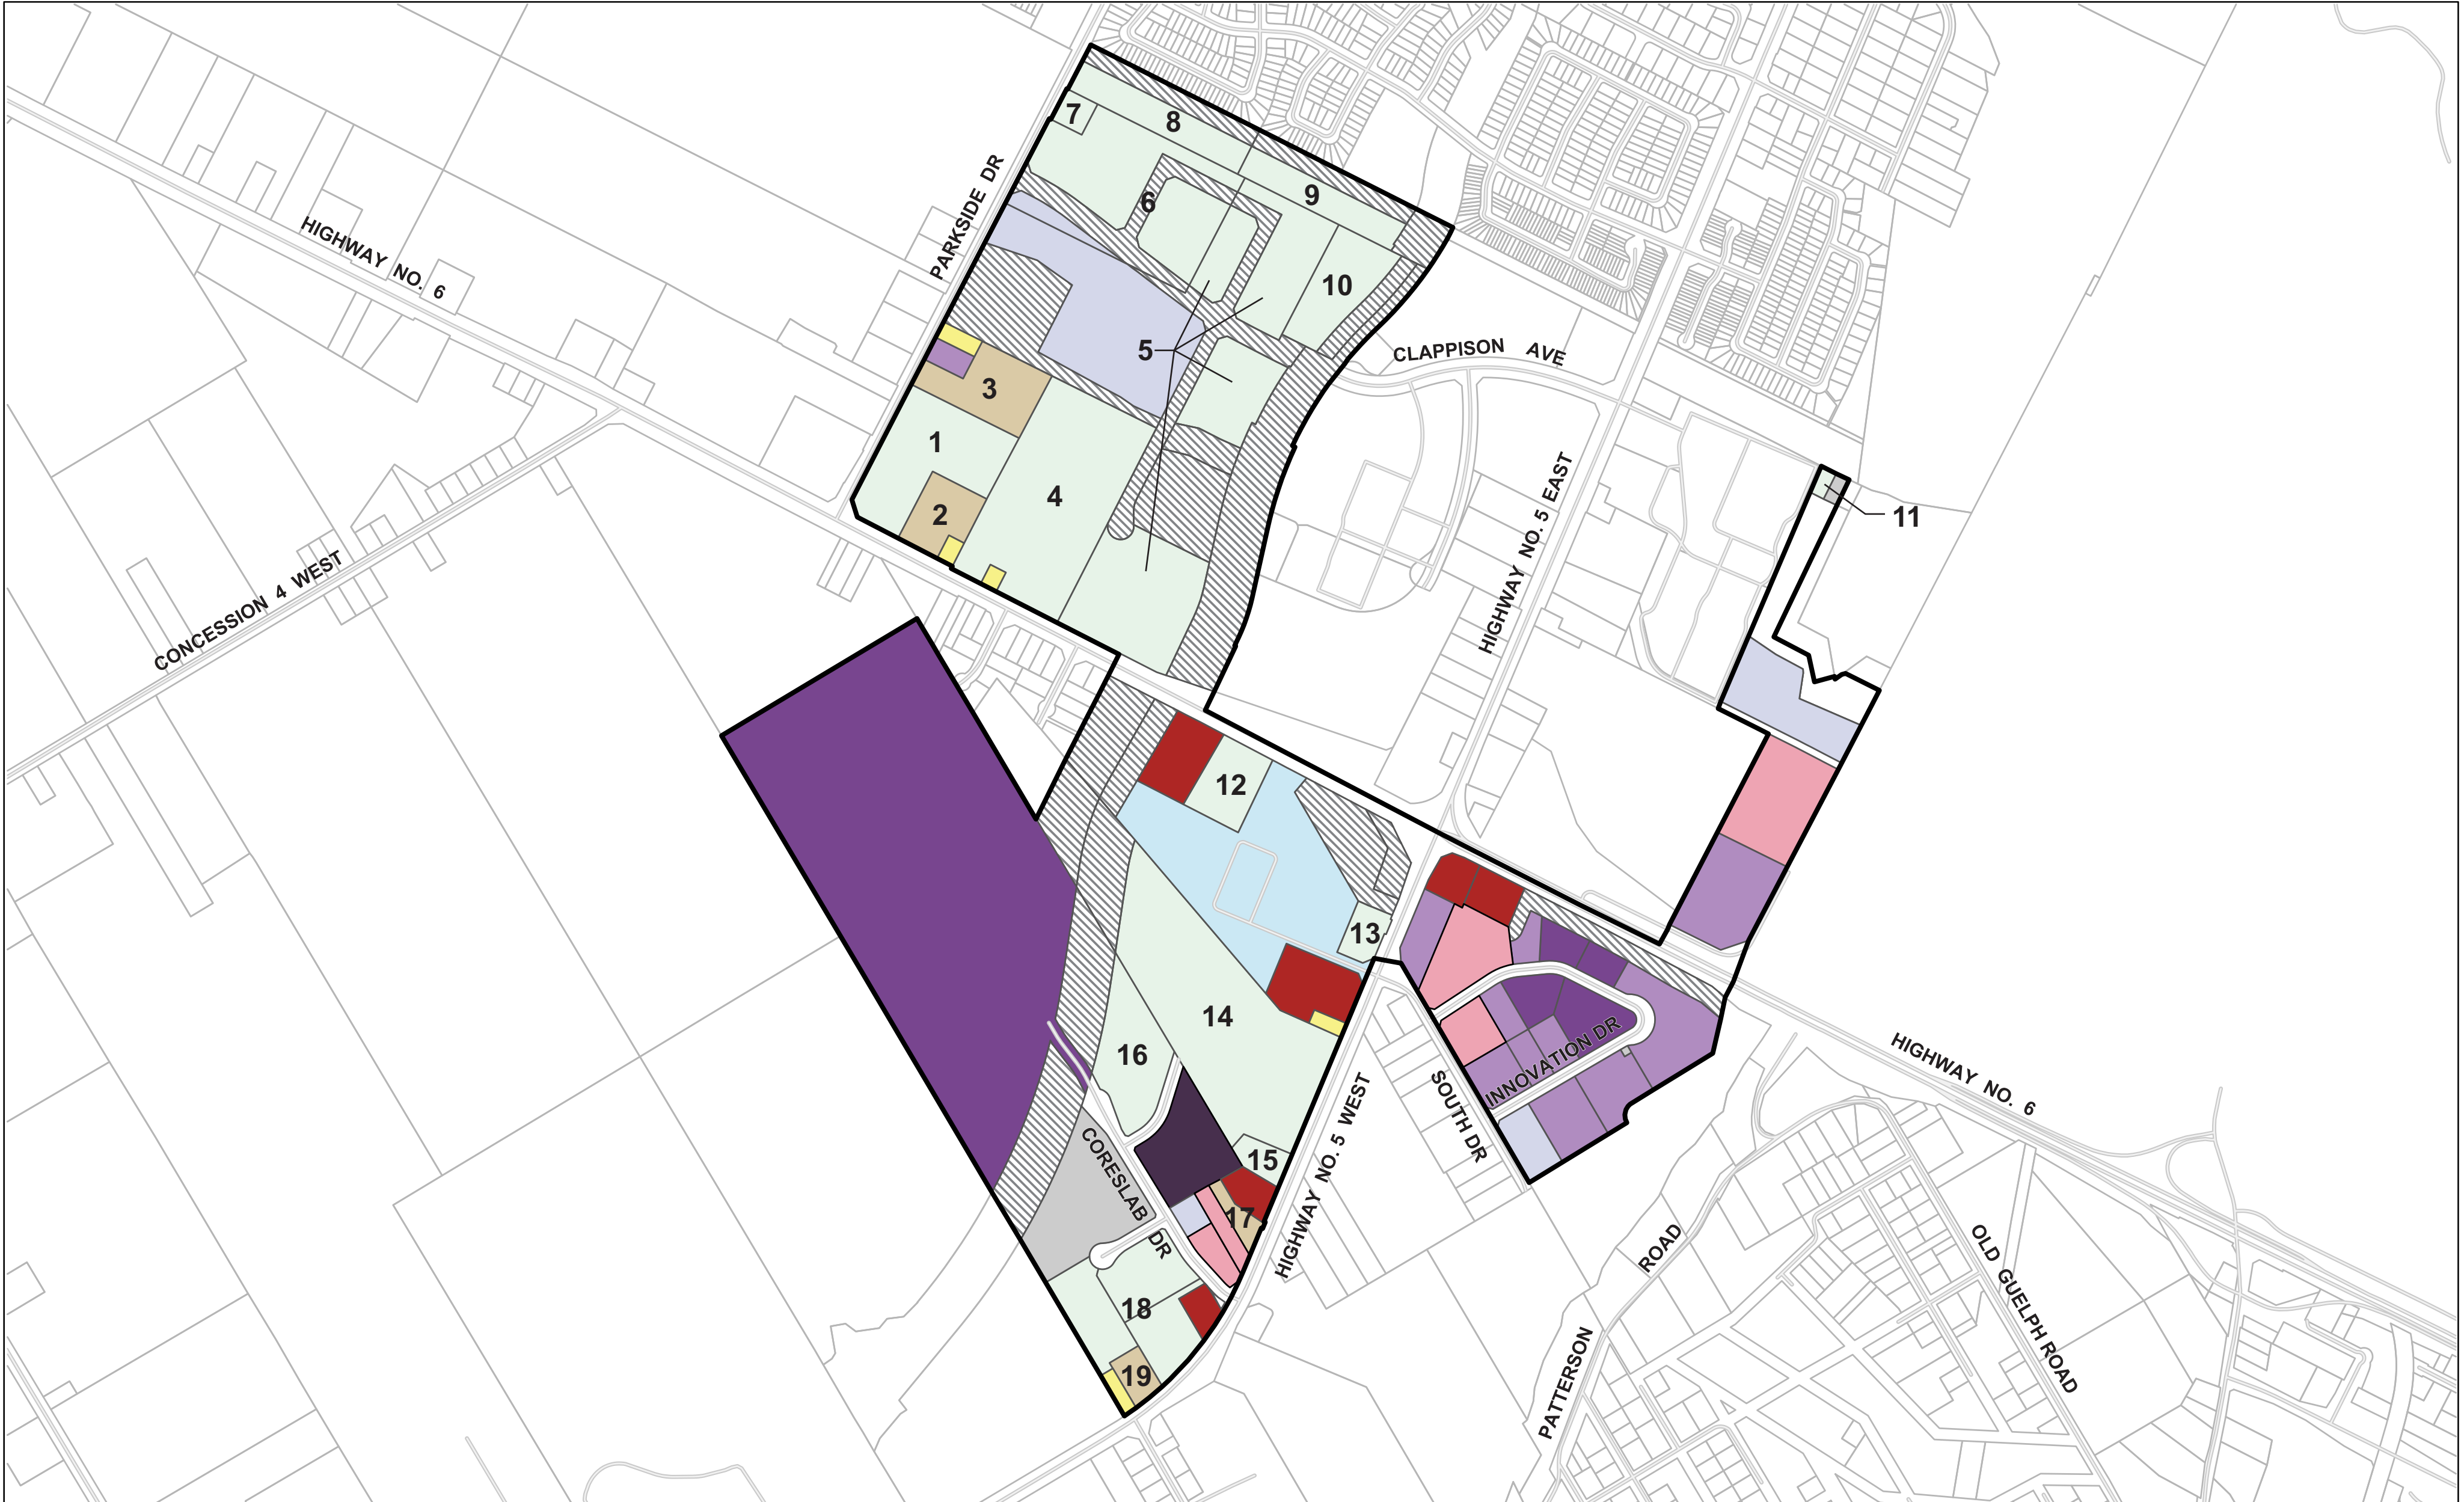 7
8
PARKSIDE DR
6
9
HIGHWAY NO. 6
10
5
CLAPPISON AVE
3
1
4
2
11
HIGHWAY NO. 5 EAST
CONCESSION 4 WEST
12
13
14
16
INNOVATION DR
HIGHWAY NO. 6
SOUTH DR
CORESLAB DR
15
HIGHWAY NO. 5 WEST
17
18
19
PATTERSON ROAD
OLD GUELPH ROAD